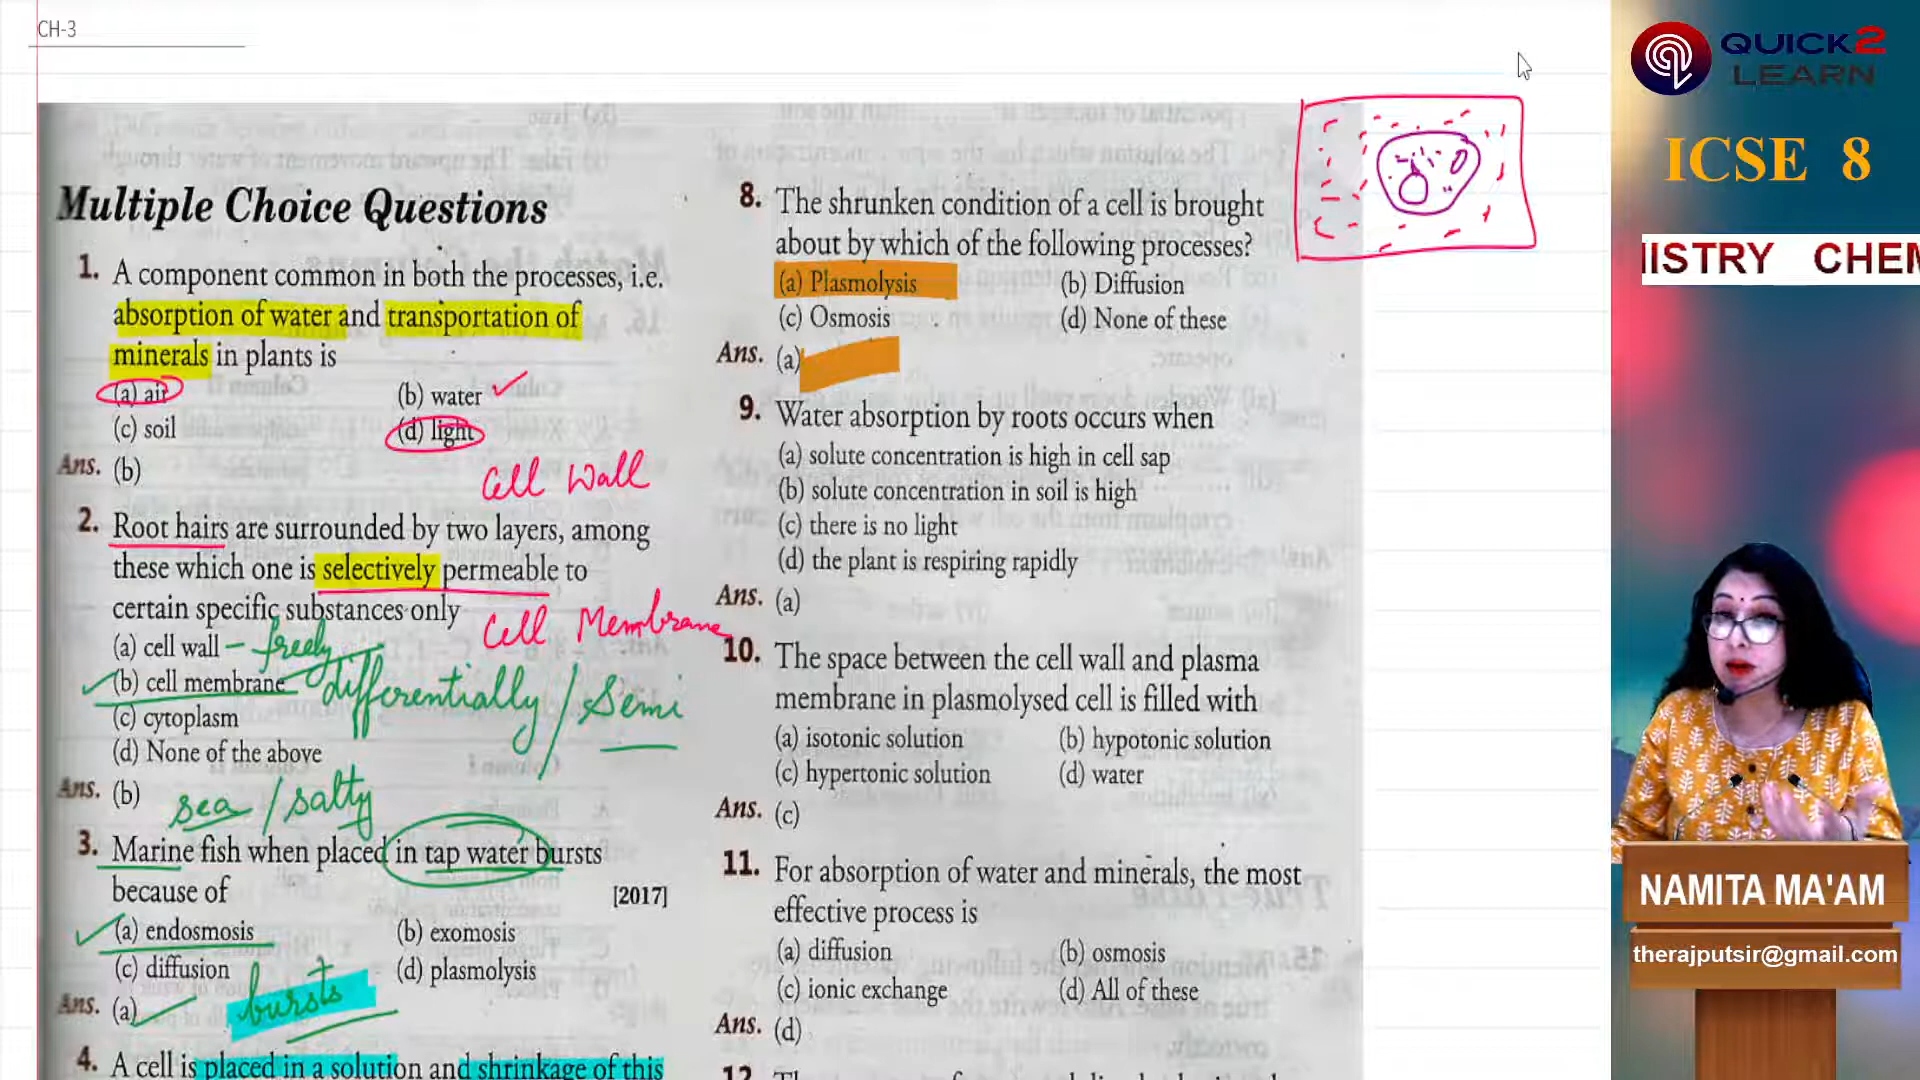 CH-3
Multiple Choice Questions
1. A component common in both the processes, i.e.
absorption of water and transportation of
minerals in plants is
(a) air (b) water
(c) soil (d) light
Ans. (b)
Cell Wall
2. Root hairs are surrounded by two layers, among
these which one is selectively permeable to
certain specific substances only
Cell Membrane
(a) cell wall – freely
(b) cell membrane differentially / Semi
(c) cytoplasm
(d) None of the above
Ans. (b)
sea / salty
3. Marine fish when placed in tap water bursts
because of [2017]
(a) endosmosis (b) exomosis
(c) diffusion (d) plasmolysis
Ans. (a)
bursts
4. A cell is placed in a solution and shrinkage of this
8. The shrunken condition of a cell is brought
about by which of the following processes?
(a) Plasmolysis (b) Diffusion
(c) Osmosis (d) None of these
Ans. (a)
9. Water absorption by roots occurs when
(a) solute concentration is high in cell sap
(b) solute concentration in soil is high
(c) there is no light
(d) the plant is respiring rapidly
Ans. (a)
10. The space between the cell wall and plasma
membrane in plasmolysed cell is filled with
(a) isotonic solution (b) hypotonic solution
(c) hypertonic solution (d) water
Ans. (c)
11. For absorption of water and minerals, the most
effective process is
(a) diffusion (b) osmosis
(c) ionic exchange (d) All of these
Ans. (d)
12.
QUICK2
LEARN
ICSE 8
MISTRY CHEM
NAMITA MA'AM
therajputsir@gmail.com